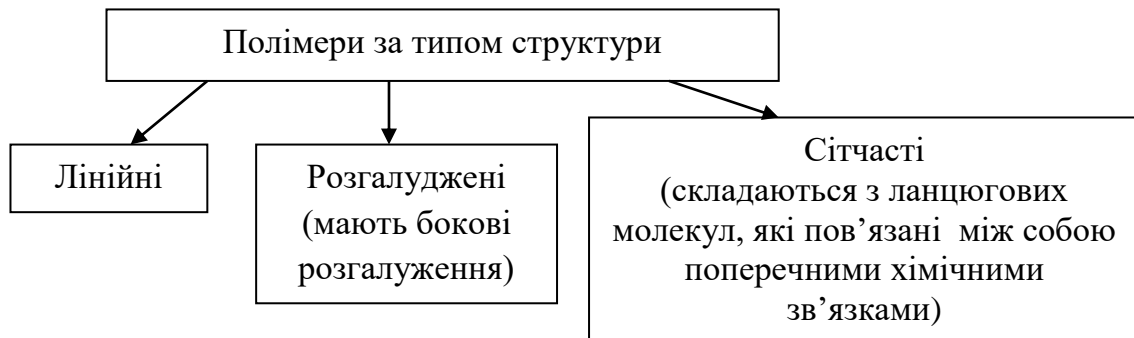 Полімери за типом структури
Лінійні
Розгалуджені
(мають бокові
розгалуження)
Сітчасті
(складаються з ланцюгових
молекул, які пов’язані між собою
поперечними хімічними
зв’язками)